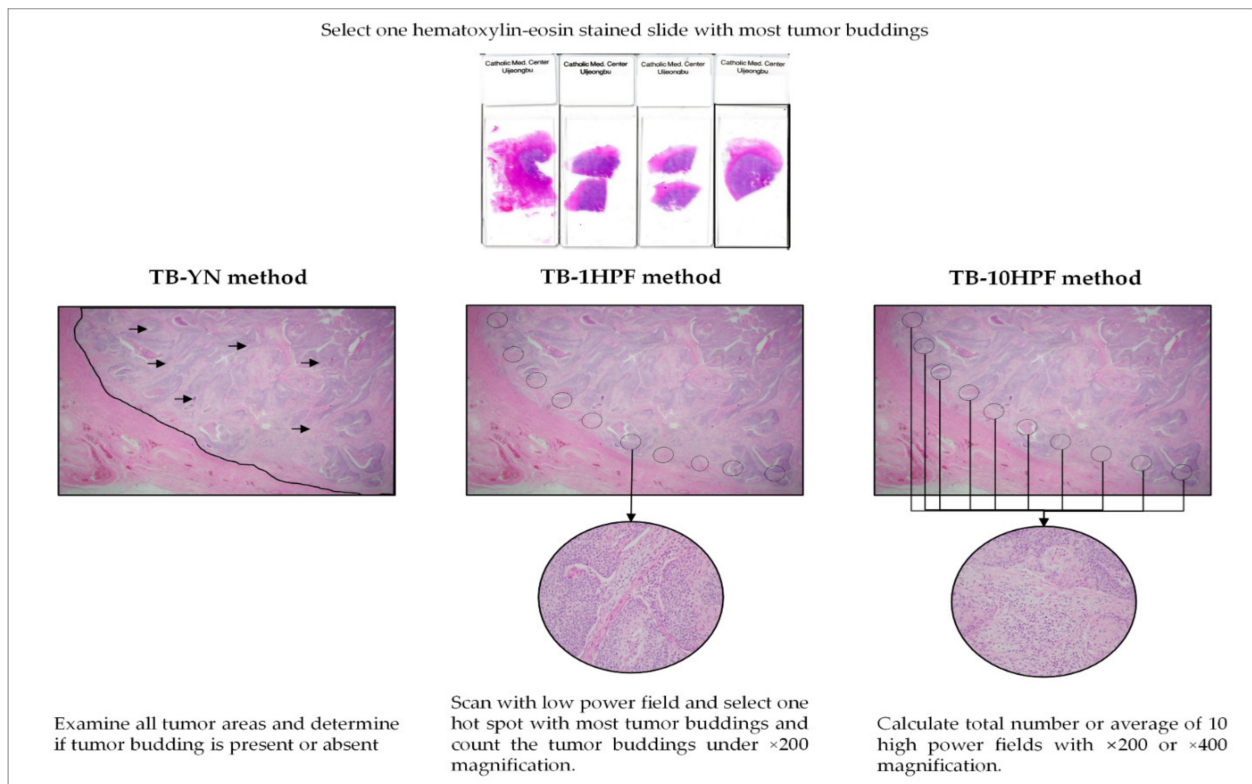 Select one hematoxylin-eosin stained slide with most tumor buddings
Catholic Med. Center
Uijeongbu
Catholic Med. Center
Uijeongbu
Catholic Med. Center
Uijeongbu
Catholic Med. Center
Uijeongbu
TB-YN method
TB-1HPF method
TB-10HPF method
Examine all tumor areas and determine
if tumor budding is present or absent
Scan with low power field and select one
hot spot with most tumor buddings and
count the tumor buddings under ×200
magnification.
Calculate total number or average of 10
high power fields with ×200 or ×400
magnification.